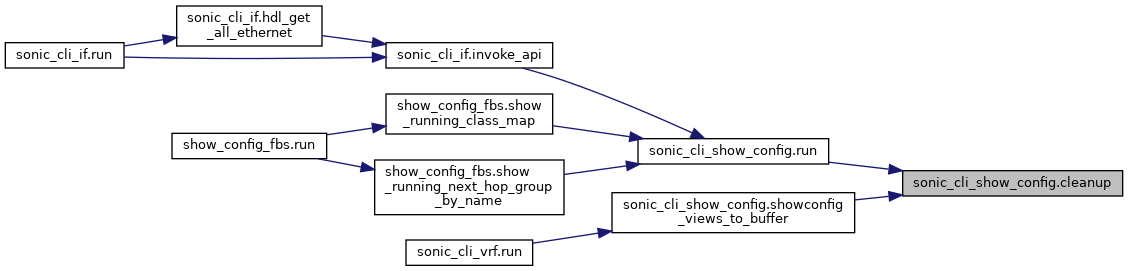 sonic_cli_if.hdl_get
_all_ethernet
sonic_cli_if.run
sonic_cli_if.invoke_api
show_config_fbs.show
_running_class_map
show_config_fbs.run
sonic_cli_show_config.run
show_config_fbs.show
_running_next_hop_group
_by_name
sonic_cli_show_config.cleanup
sonic_cli_show_config.showconfig
_views_to_buffer
sonic_cli_vrf.run